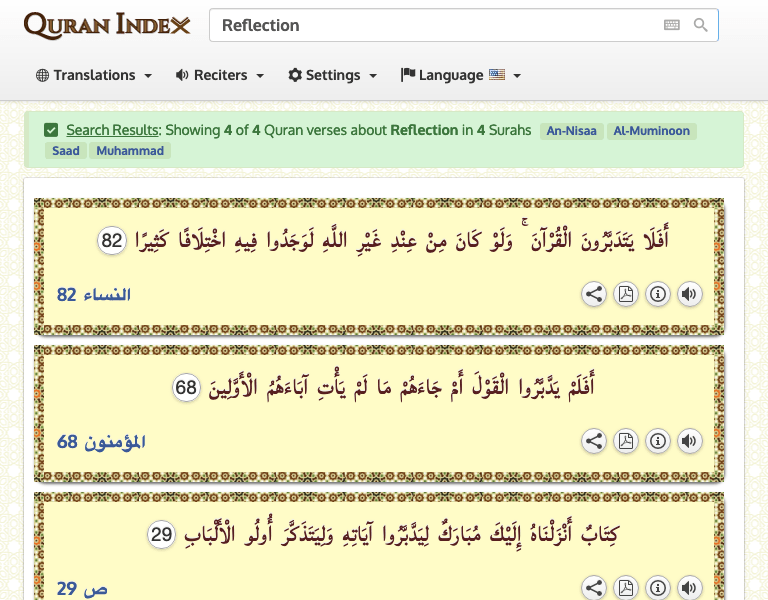 QURAN INDEX
Reflection
Translations
Reciters
Settings
Language
Search Results: Showing 4 of 4 Quran verses about Reflection in 4 Surahs An-Nisaa Al-Muminoon
Saad Muhammad
أَفَلَا يَتَدَبَّرُونَ الْقُرْآنَ ۚ وَلَوْ كَانَ مِنْ عِنْدِ غَيْرِ اللَّهِ لَوَجَدُوا فِيهِ اخْتِلَافًا كَثِيرًا 82
النساء 82
أَفَلَمْ يَدَّبَّرُوا الْقَوْلَ أَمْ جَاءَهُمْ مَا لَمْ يَأْتِ آبَاءَهُمُ الْأَوَّلِينَ 68
المؤمنون 68
كِتَابٌ أَنْزَلْنَاهُ إِلَيْكَ مُبَارَكٌ لِيَدَّبَّرُوا آيَاتِهِ وَلِيَتَذَكَّرَ أُولُو الْأَلْبَابِ 29
ص 29